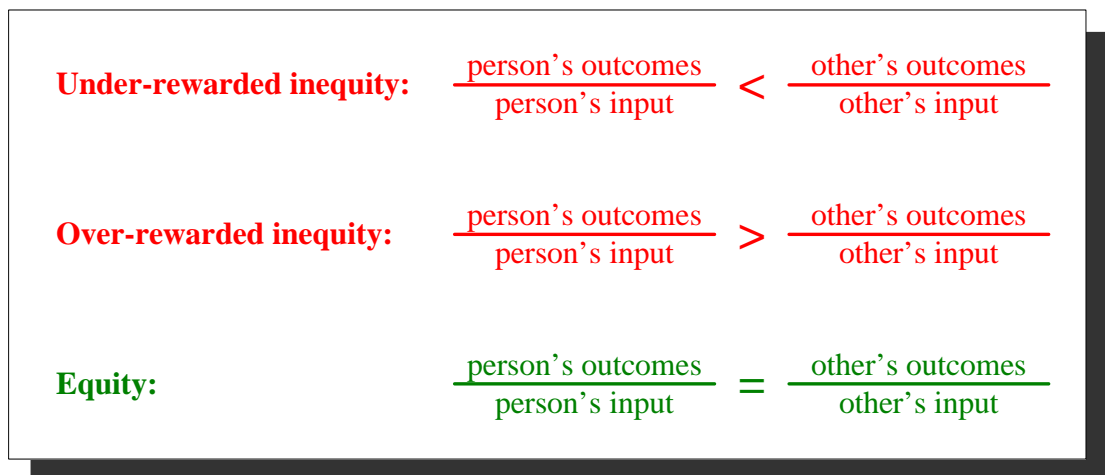 Under-rewarded inequity:
person’s outcomes
person’s input
<
other’s outcomes
other’s input
Over-rewarded inequity:
person’s outcomes
person’s input
>
other’s outcomes
other’s input
Equity:
person’s outcomes
person’s input
=
other’s outcomes
other’s input